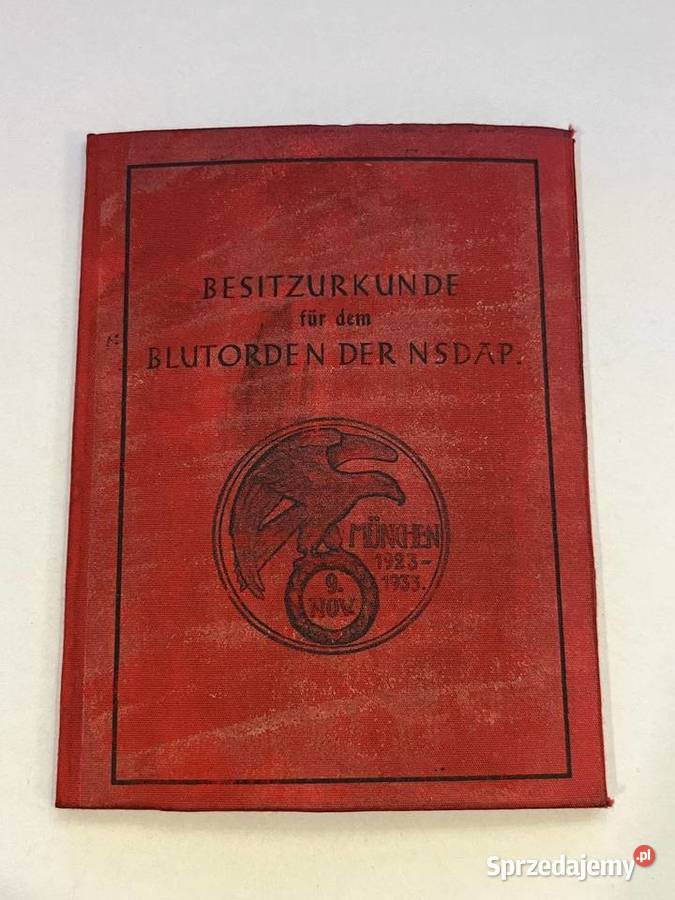 BESITZURKUNDE
für dem
BLUTORDEN DER NSDAP.
MÜNCHEN
1923-
1933.
9.
NOV.
Sprzedajemy.pl